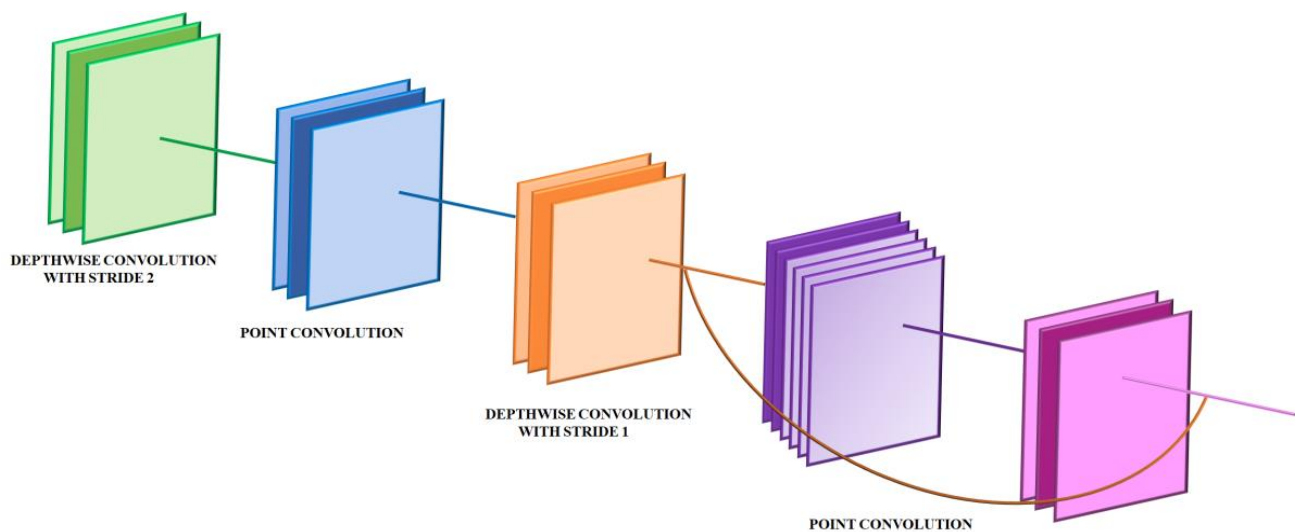 DEPTHWISE CONVOLUTION
WITH STRIDE 2
POINT CONVOLUTION
DEPTHWISE CONVOLUTION
WITH STRIDE 1
POINT CONVOLUTION